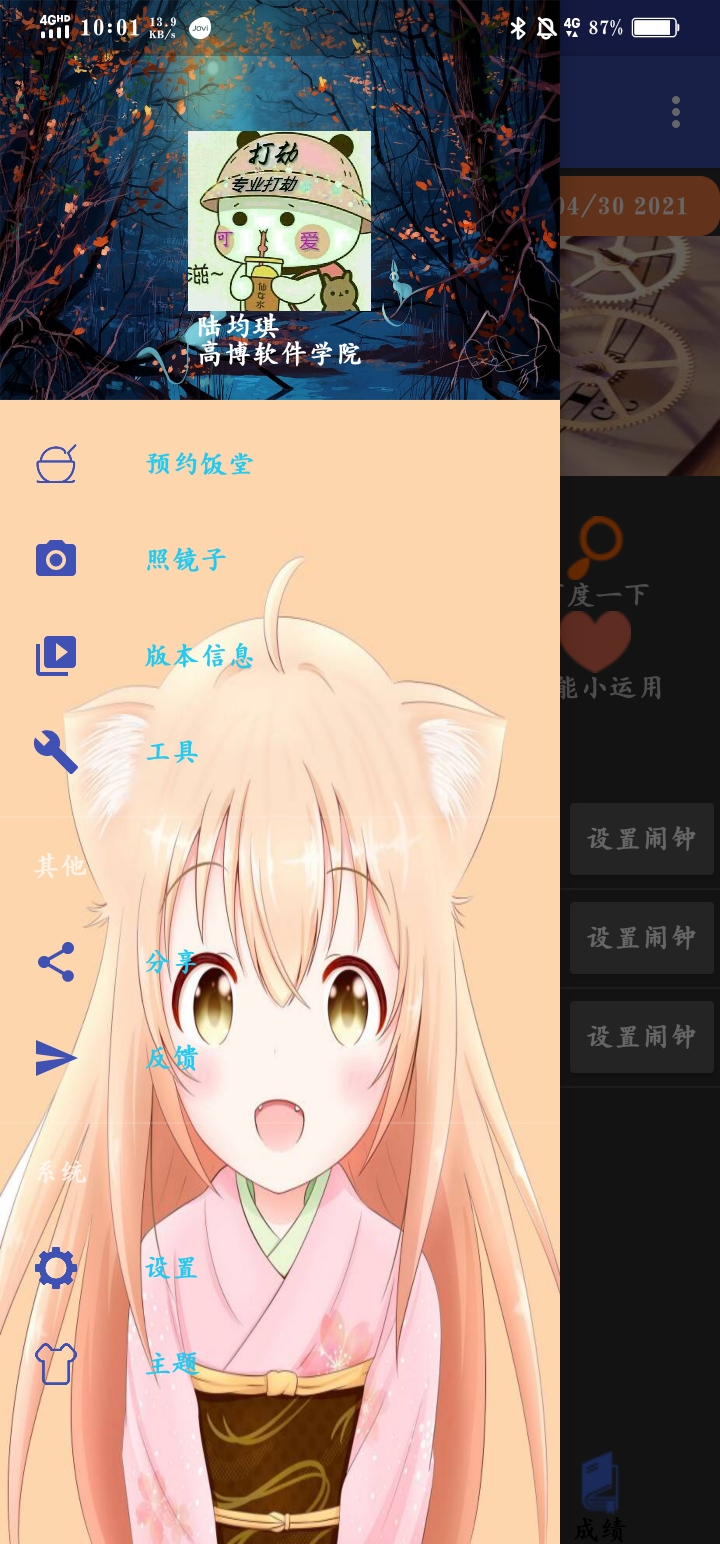 4GHD 10:01 13.9 KB/s Jovi 4G 87%
打劫
专业打劫
可 爱
滋~
仙女水
陆均琪
高博软件学院
04/30 2021
预约饭堂
照镜子
版本信息
工具
其他
分享
反馈
系统
设置
主题
度一下
能小运用
设置闹钟
设置闹钟
设置闹钟
成绩